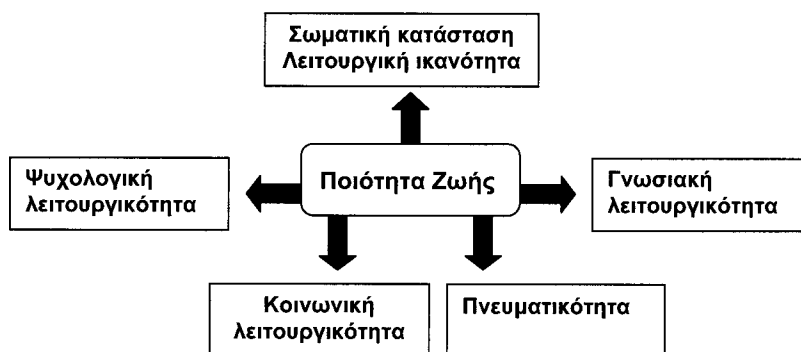 Σωματική κατάσταση
Λειτουργική ικανότητα
Ψυχολογική
λειτουργικότητα
Ποιότητα Ζωής
Γνωσιακή
λειτουργικότητα
Κοινωνική
λειτουργικότητα
Πνευματικότητα